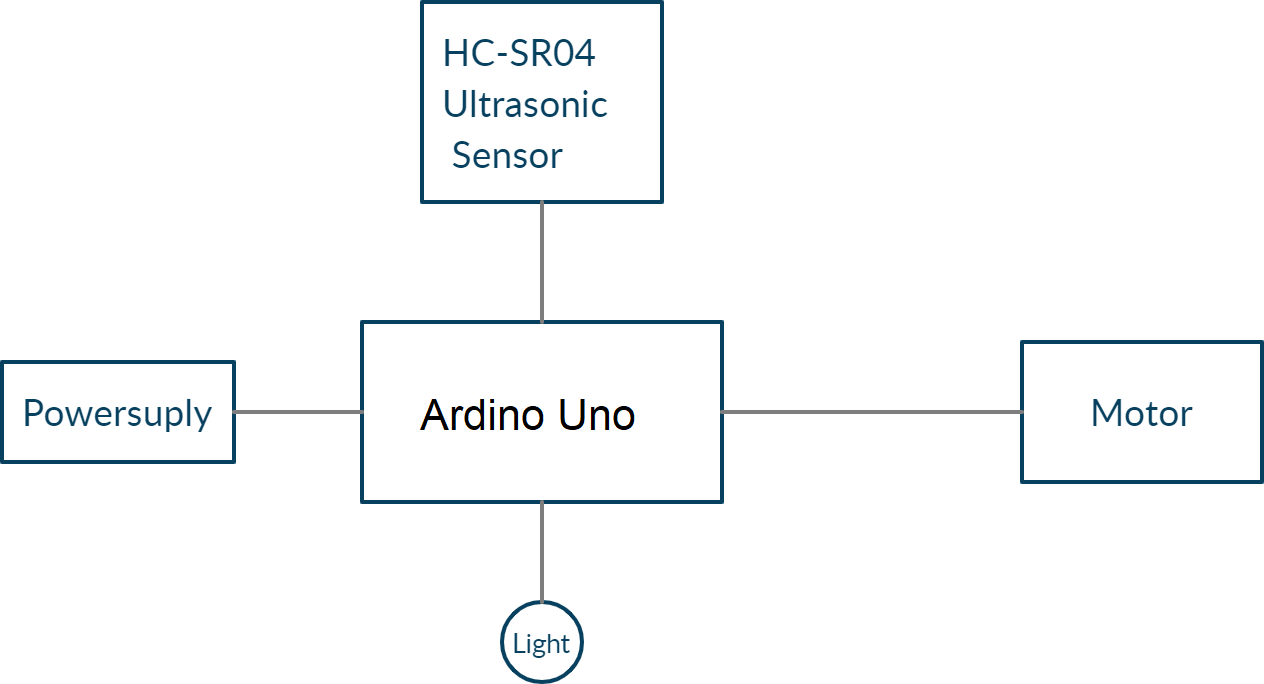 HC-SR04
Ultrasonic
Sensor
Powersuply
Ardino Uno
Motor
Light